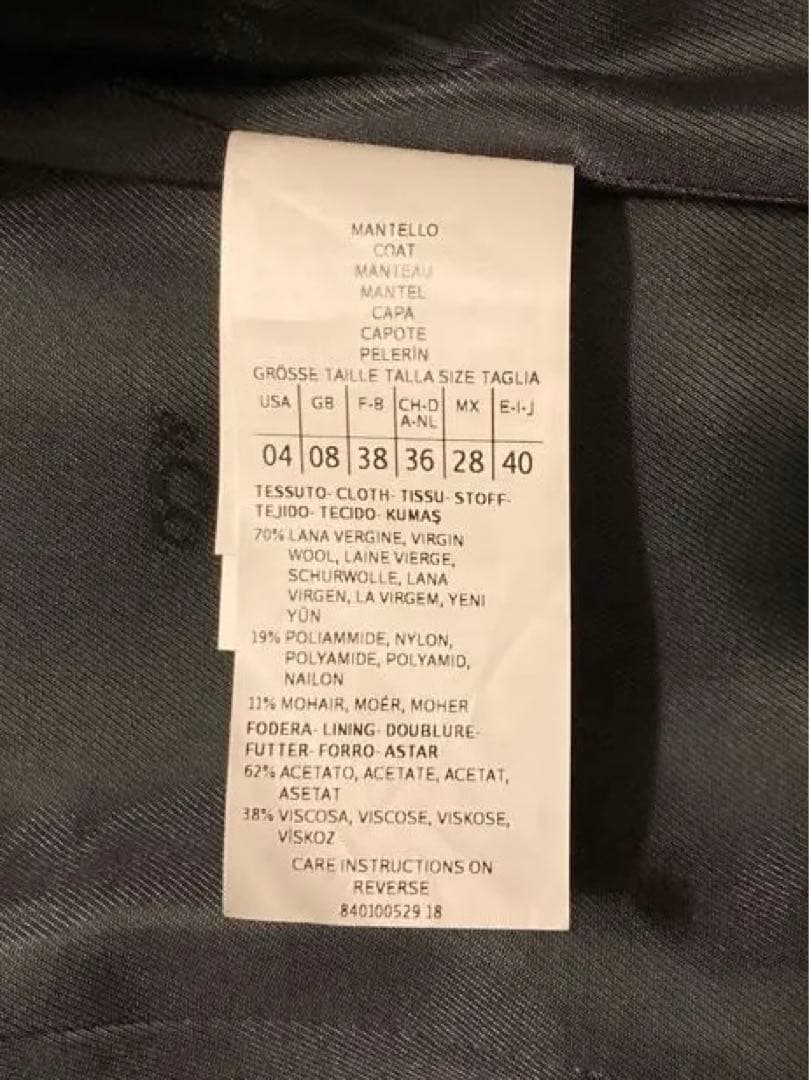 MANTELLO
COAT
MANTEAU
MANTEL
CAPA
CAPOTE
PELERİN
GRÖSSE TAILLE TALLA SIZE TAGLIA
USA GB F-B CH-D A-NL MX E-I-J
04 08 38 36 28 40
TESSUTO- CLOTH- TISSU- STOFF-
TEJIDO- TECIDO- KUMAŞ
70% LANA VERGINE, VIRGIN
WOOL, LAINE VIERGE,
SCHURWOLLE, LANA
VIRGEN, LA VIRGEM, YENI
YÜN
19% POLIAMMIDE, NYLON,
POLYAMIDE, POLYAMID,
NAILON
11% MOHAIR, MOÉR, MOHER
FODERA- LINING- DOUBLURE-
FUTTER- FORRO- ASTAR
62% ACETATO, ACETATE, ACETAT,
ASETAT
38% VISCOSA, VISCOSE, VISKOSE,
VİSKOZ
CARE INSTRUCTIONS ON
REVERSE
840100529 18